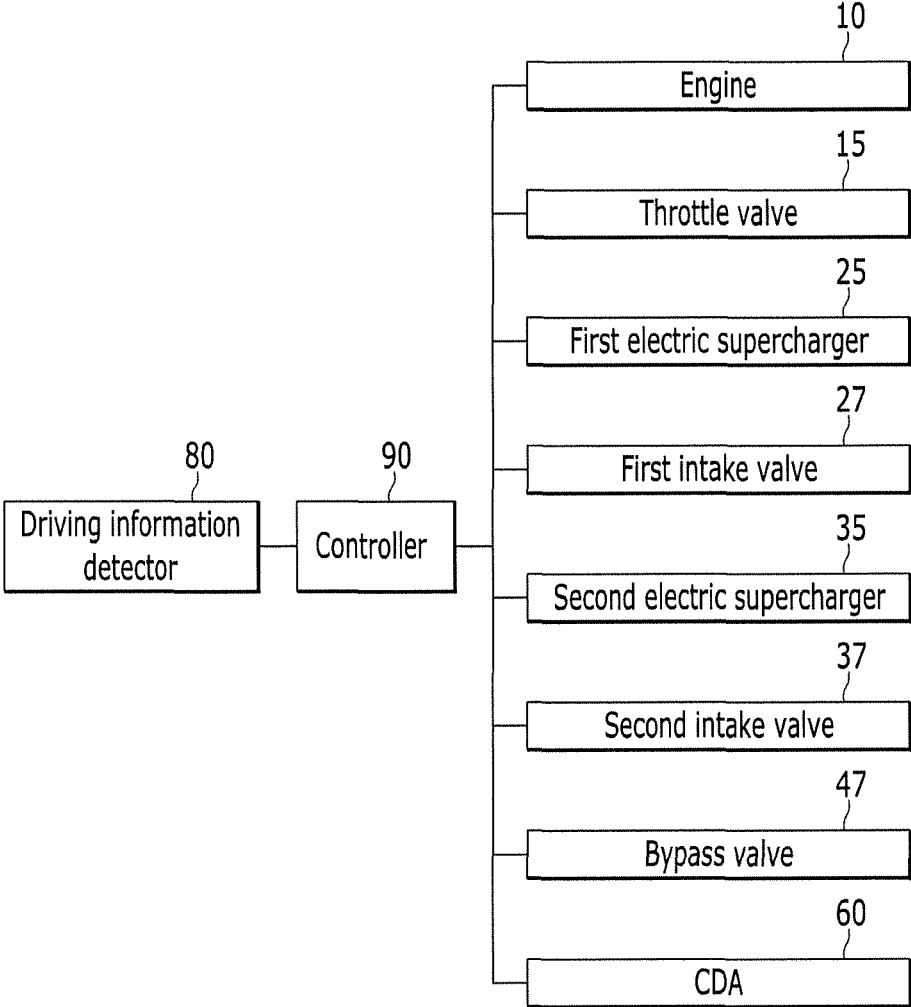 10
Engine
15
Throttle valve
25
First electric supercharger
27
First intake valve
80
Driving information
detector
90
Controller
35
Second electric supercharger
37
Second intake valve
47
Bypass valve
60
CDA